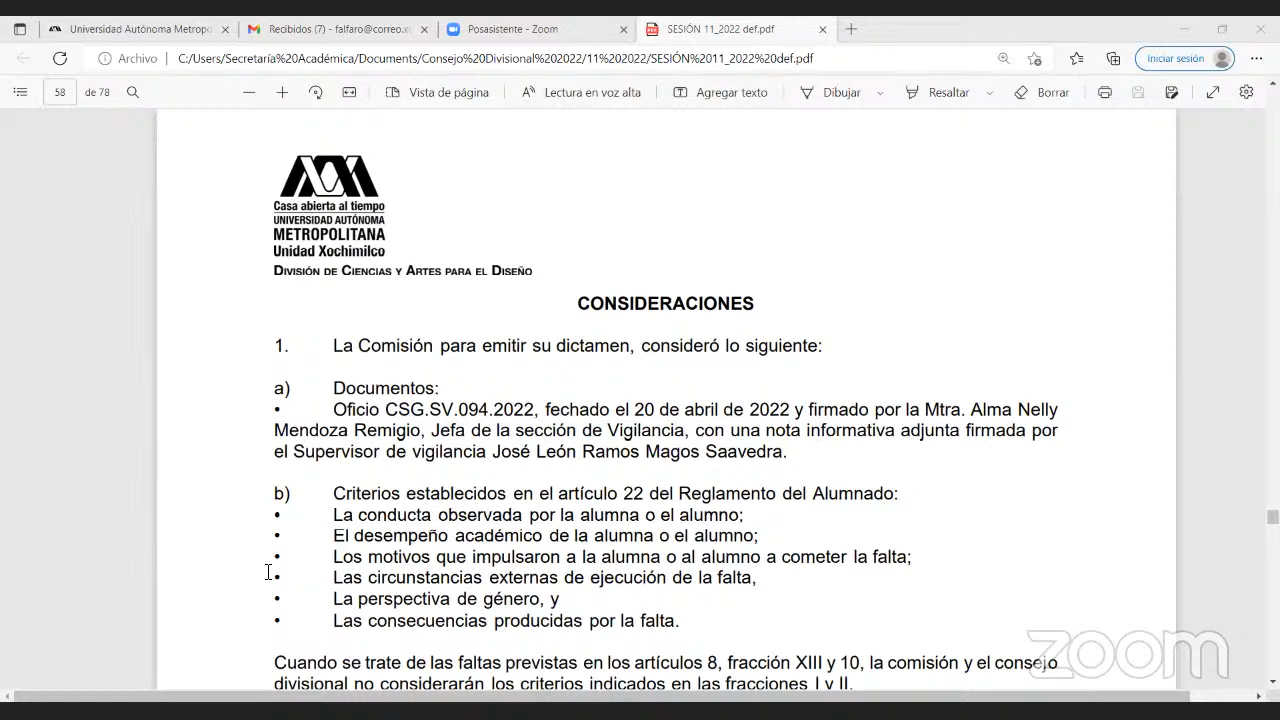 Universidad Autónoma Metropo
Recibidos (7) - falfaro@correo.xc
Posasistente - Zoom
SESIÓN 11_2022 def.pdf
Archivo
C:/Users/Secretaría%20Académica/Documents/Consejo%20Divisional%202022/11%202022/SESIÓN%2011_2022%20def.pdf
Iniciar sesión
58 de 78
Vista de página
Lectura en voz alta
Agregar texto
Dibujar
Resaltar
Borrar
Casa abierta al tiempo
UNIVERSIDAD AUTÓNOMA
METROPOLITANA
Unidad Xochimilco
DIVISIÓN DE CIENCIAS Y ARTES PARA EL DISEÑO
CONSIDERACIONES
1. La Comisión para emitir su dictamen, consideró lo siguiente:
a) Documentos:
• Oficio CSG.SV.094.2022, fechado el 20 de abril de 2022 y firmado por la Mtra. Alma Nelly
Mendoza Remigio, Jefa de la sección de Vigilancia, con una nota informativa adjunta firmada por
el Supervisor de vigilancia José León Ramos Magos Saavedra.
b) Criterios establecidos en el artículo 22 del Reglamento del Alumnado:
• La conducta observada por la alumna o el alumno;
• El desempeño académico de la alumna o el alumno;
• Los motivos que impulsaron a la alumna o al alumno a cometer la falta;
• Las circunstancias externas de ejecución de la falta,
• La perspectiva de género, y
• Las consecuencias producidas por la falta.
Cuando se trate de las faltas previstas en los artículos 8, fracción XIII y 10, la comisión y el consejo
divisional no considerarán los criterios indicados en las fracciones I y II.
zoom